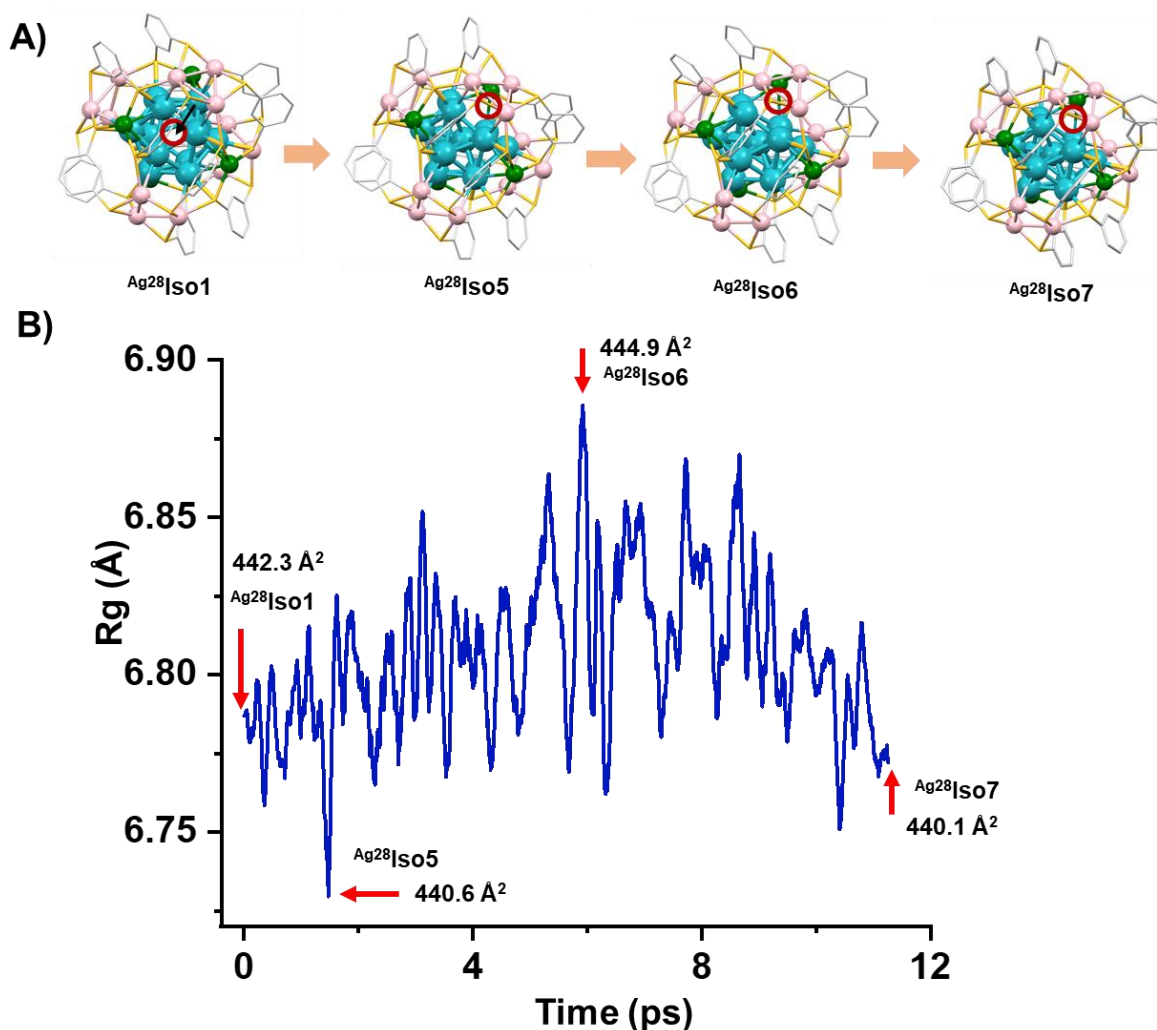 A)
Ag28Iso1
Ag28Iso5
Ag28Iso6
Ag28Iso7
B)
6.90
6.85
6.80
6.75
Rg (Å)
442.3 Å2
Ag28Iso1
444.9 Å2
Ag28Iso6
Ag28Iso5
440.6 Å2
Ag28Iso7
440.1 Å2
0
4
8
12
Time (ps)